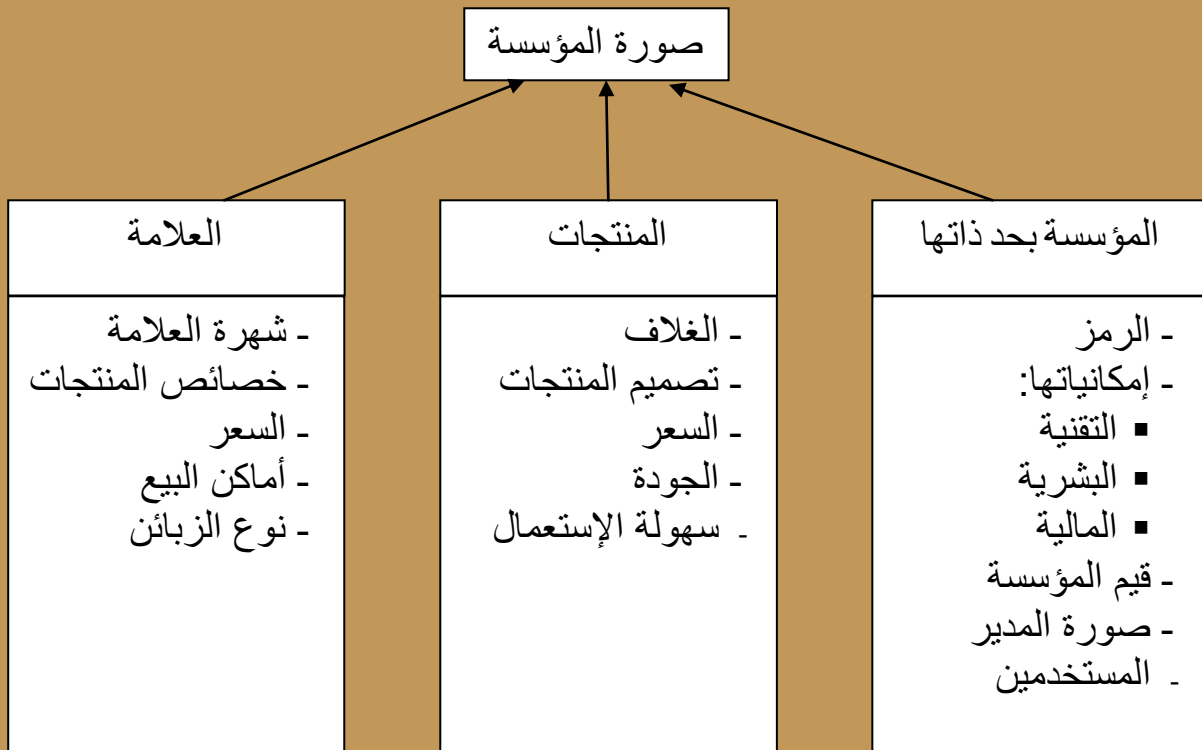 صورة المؤسسة
المؤسسة بحد ذاتها
- الرمز
- إمكانياتها:
▪ التقنية
▪ البشرية
▪ المالية
- قيم المؤسسة
- صورة المدير
- المستخدمين
المنتجات
- الغلاف
- تصميم المنتجات
- السعر
- الجودة
- سهولة الإستعمال
العلامة
- شهرة العلامة
- خصائص المنتجات
- السعر
- أماكن البيع
- نوع الزبائن